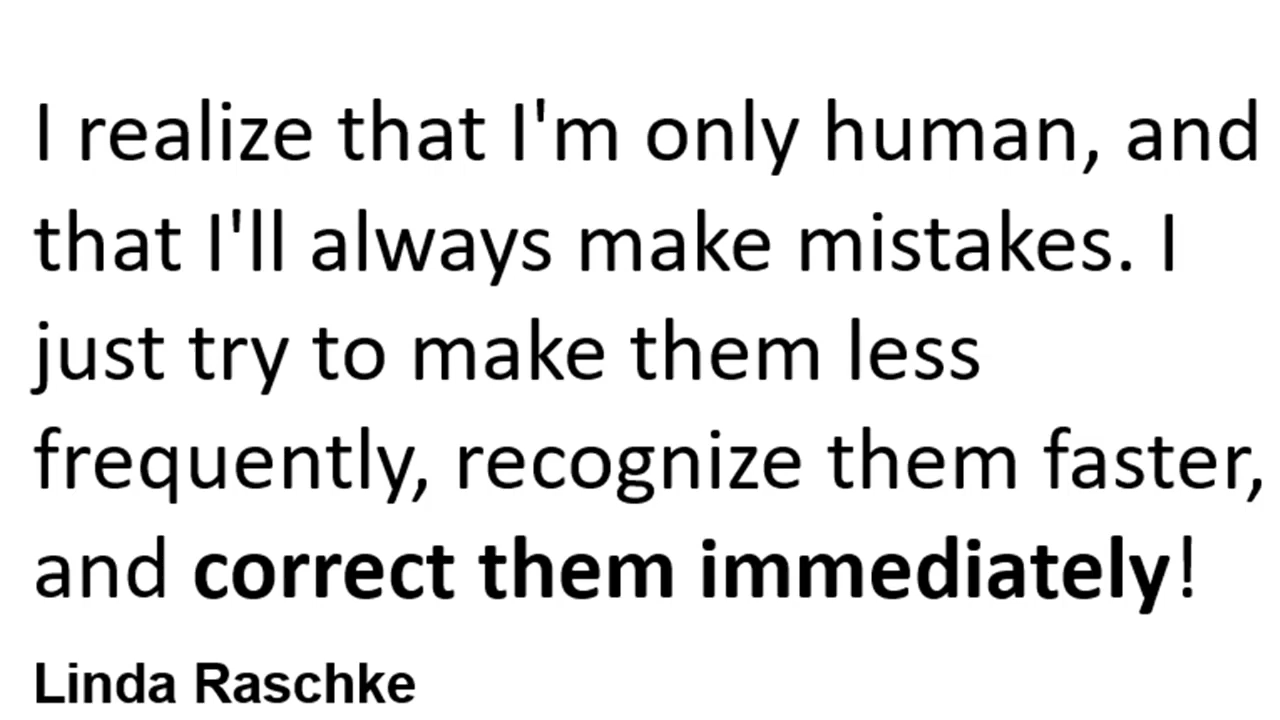 I realize that I'm only human, and
that I'll always make mistakes. I
just try to make them less
frequently, recognize them faster,
and correct them immediately!
Linda Raschke